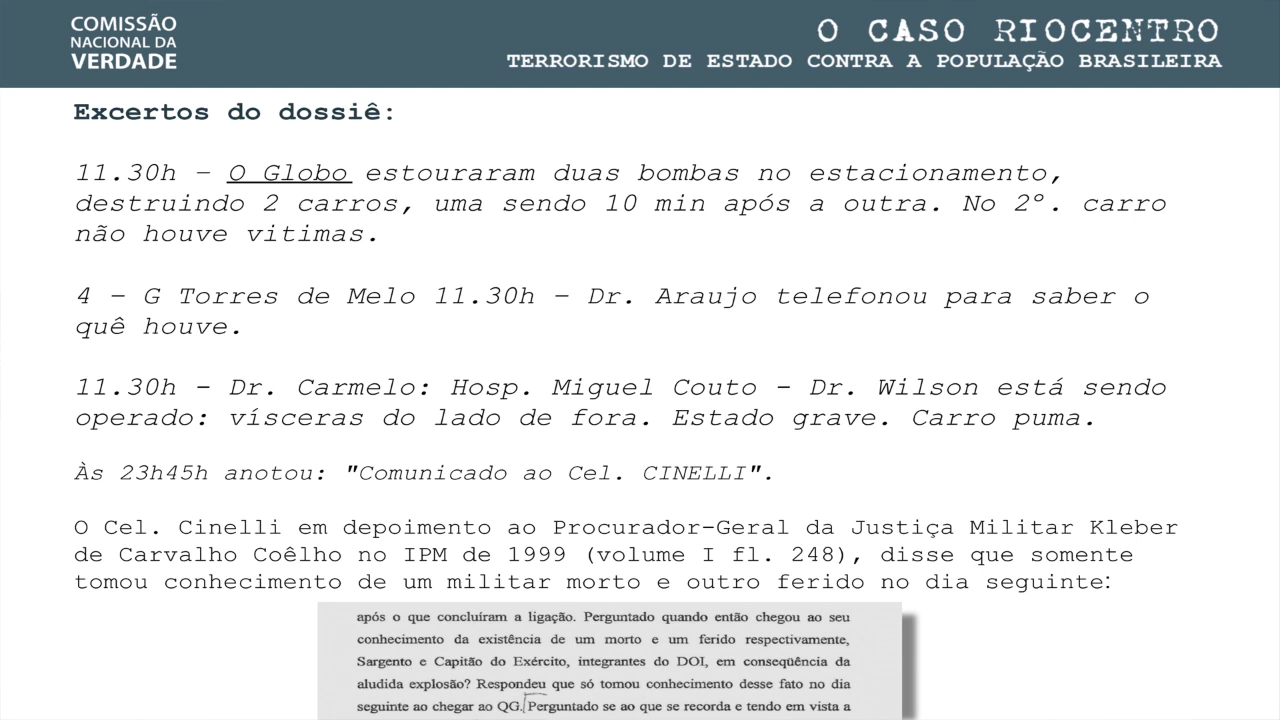 COMISSÃO
NACIONAL DA
VERDADE
O CASO RIOCENTRO
TERRORISMO DE ESTADO CONTRA A POPULAÇÃO BRASILEIRA
Excertos do dossiê:
11.30h – O Globo estouraram duas bombas no estacionamento,
destruindo 2 carros, uma sendo 10 min após a outra. No 2º. carro
não houve vitimas.
4 – G Torres de Melo 11.30h – Dr. Araujo telefonou para saber o
quê houve.
11.30h - Dr. Carmelo: Hosp. Miguel Couto - Dr. Wilson está sendo
operado: vísceras do lado de fora. Estado grave. Carro puma.
Às 23h45h anotou: "Comunicado ao Cel. CINELLI".
O Cel. Cinelli em depoimento ao Procurador-Geral da Justiça Militar Kleber
de Carvalho Coêlho no IPM de 1999 (volume I fl. 248), disse que somente
tomou conhecimento de um militar morto e outro ferido no dia seguinte:
após o que concluíram a ligação. Perguntado quando então chegou ao seu
conhecimento da existência de um morto e um ferido respectivamente,
Sargento e Capitão do Exército, integrantes do DOI, em conseqüência da
aludida explosão? Respondeu que só tomou conhecimento desse fato no dia
seguinte ao chegar ao QG. Perguntado se ao que se recorda e tendo em vista a